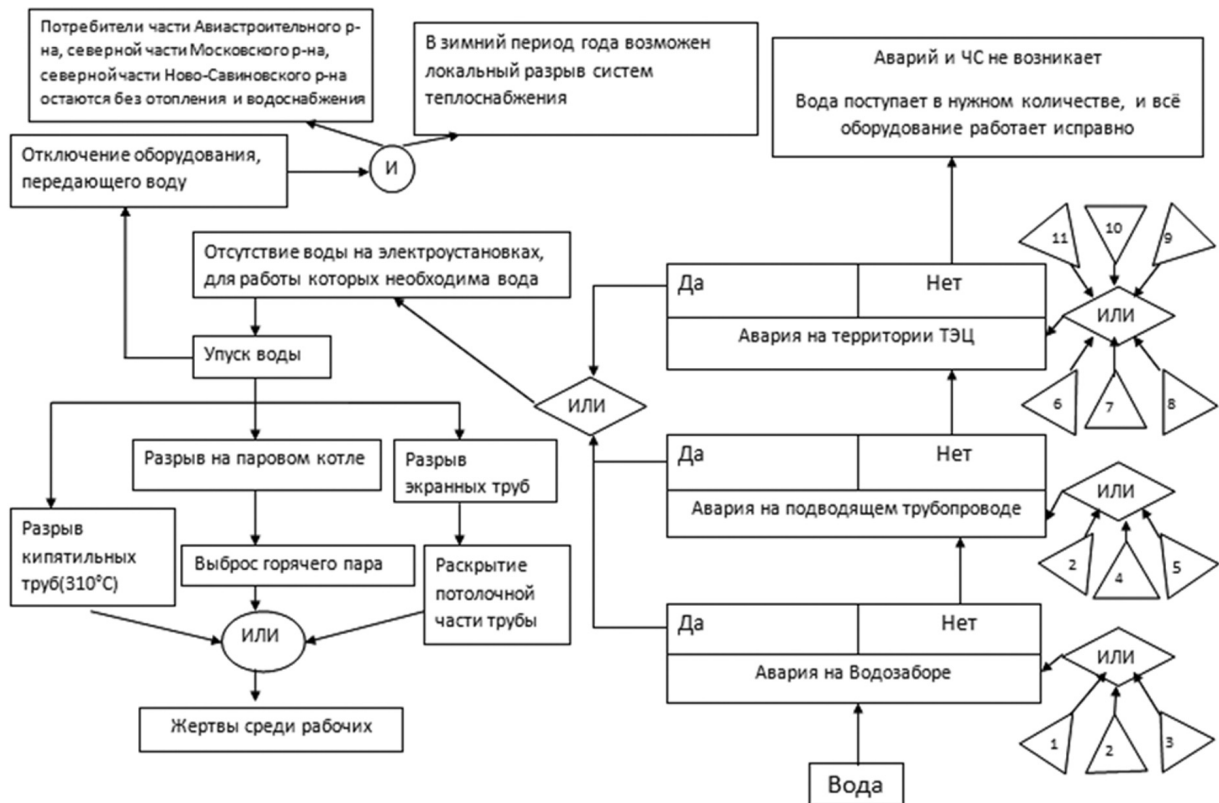 Потребители части Авиастроительного р-
на, северной части Московского р-на,
северной части Ново-Савиновского р-на
остаются без отопления и водоснабжения
В зимний период года возможен
локальный разрыв систем
теплоснабжения
Аварий и ЧС не возникает
Вода поступает в нужном количестве, и всё
оборудование работает исправно
Отключение оборудования,
передающего воду
И
Отсутствие воды на электроустановках,
для работы которых необходима вода
Упуск воды
Разрыв на паровом котле
Разрыв
экранных труб
Разрыв
кипятильных
труб(310°С)
Выброс горячего пара
Раскрытие
потолочной
части трубы
ИЛИ
Жертвы среди рабочих
ИЛИ
Да
Нет
Авария на территории ТЭЦ
11
10
9
ИЛИ
6
7
8
Да
Нет
Авария на подводящем трубопроводе
ИЛИ
2
4
5
Да
Нет
Авария на Водозаборе
ИЛИ
1
2
3
Вода